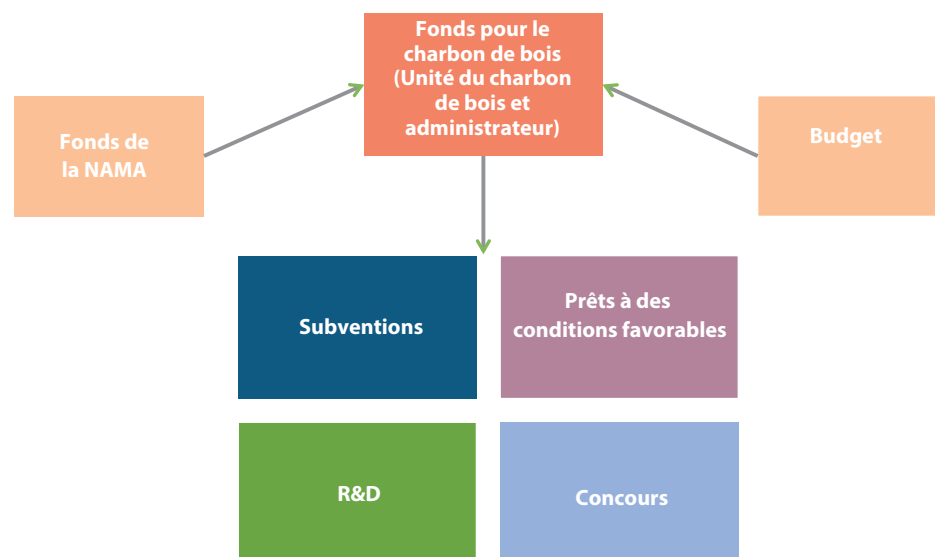 Fonds pour le
charbon de bois
(Unité du charbon
de bois et
administrateur)
Fonds de
la NAMA
Budget
Subventions
Prêts à des
conditions favorables
R&D
Concours